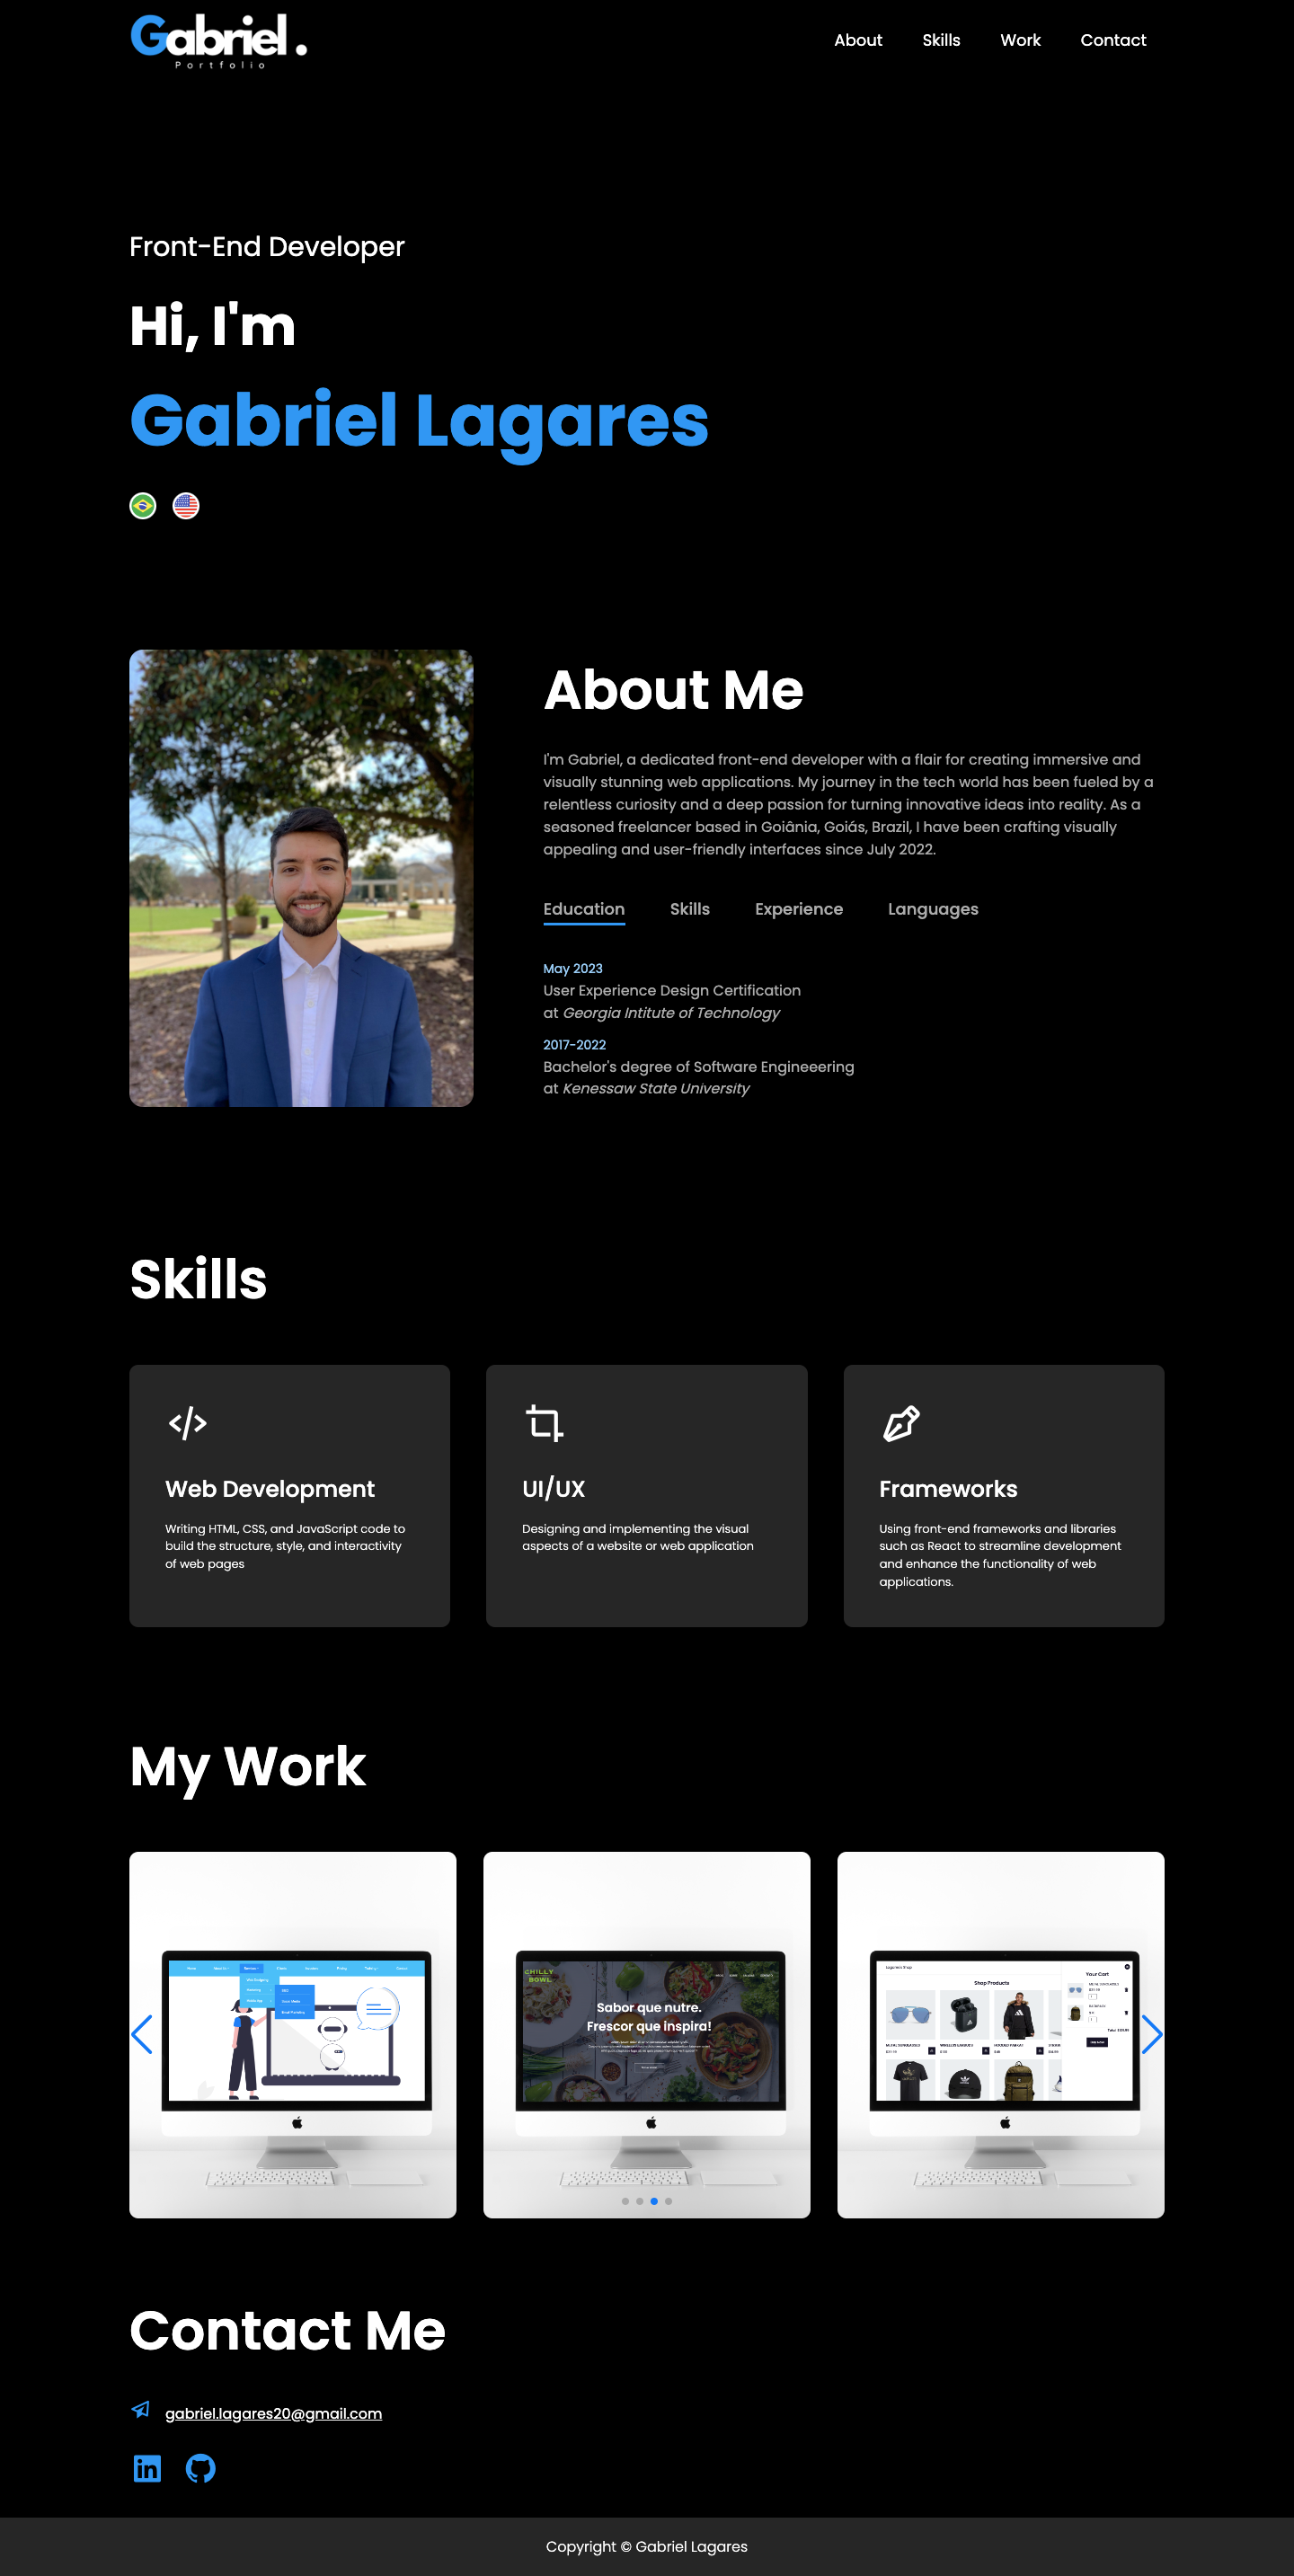 Gabriel.
Portfolio
About Skills Work Contact
Front-End Developer
Hi, I'm
Gabriel Lagares
About Me
I'm Gabriel, a dedicated front-end developer with a flair for creating immersive and
visually stunning web applications. My journey in the tech world has been fueled by a
relentless curiosity and a deep passion for turning innovative ideas into reality. As a
seasoned freelancer based in Goiânia, Goiás, Brazil, I have been crafting visually
appealing and user-friendly interfaces since July 2022.
Education Skills Experience Languages
May 2023
User Experience Design Certification
at Georgia Intitute of Technology
2017-2022
Bachelor's degree of Software Engineeering
at Kenessaw State University
Skills
Web Development
Writing HTML, CSS, and JavaScript code to
build the structure, style, and interactivity
of web pages
UI/UX
Designing and implementing the visual
aspects of a website or web application
Frameworks
Using front-end frameworks and libraries
such as React to streamline development
and enhance the functionality of web
applications.
My Work
CHILLY
BOWL
Sabor que nutre.
Frescor que inspira!
Shop Products
Your Cart
Contact Me
gabriel.lagares20@gmail.com
Copyright © Gabriel Lagares